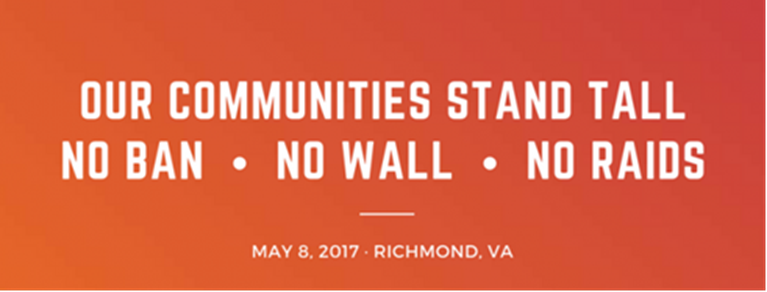 OUR COMMUNITIES STAND TALL
NO BAN • NO WALL • NO RAIDS
MAY 8, 2017 · RICHMOND, VA